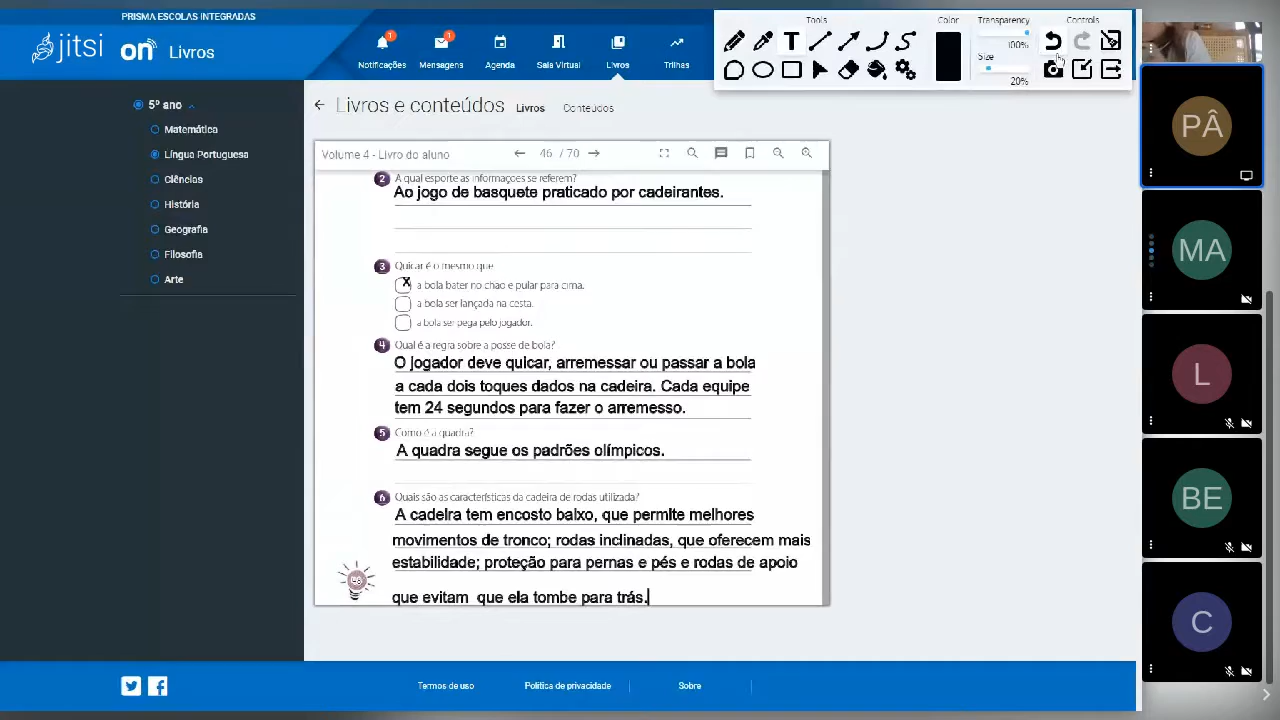 PRISMA ESCOLAS INTEGRADAS
jitsi on Livros
Notificações 1
Mensagens 1
Agenda
Sala Virtual
Livros
Trilhas
Tools
Color
Transparency
100%
Size
20%
Controls
5º ano
Matemática
Língua Portuguesa
Ciências
História
Geografia
Filosofia
Arte
Livros e conteúdos Livros Conteúdos
Volume 4 - Livro do aluno 46 / 70
2 A qual esporte as informações se referem?
Ao jogo de basquete praticado por cadeirantes.
3 Quicar é o mesmo que
X a bola bater no chão e pular para cima.
a bola ser lançada na cesta.
a bola ser pega pelo jogador.
4 Qual é a regra sobre a posse de bola?
O jogador deve quicar, arremessar ou passar a bola
a cada dois toques dados na cadeira. Cada equipe
tem 24 segundos para fazer o arremesso.
5 Como é a quadra?
A quadra segue os padrões olímpicos.
6 Quais são as características da cadeira de rodas utilizada?
A cadeira tem encosto baixo, que permite melhores
movimentos de tronco; rodas inclinadas, que oferecem mais
estabilidade; proteção para pernas e pés e rodas de apoio
que evitam que ela tombe para trás.
Termos de uso
Política de privacidade
Sobre
PÂ
MA
L
BE
C